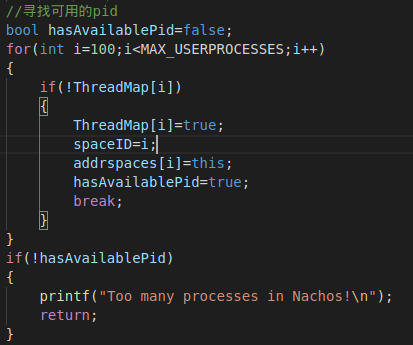 //寻找可用的pid
bool hasAvailablePid=false;
for(int i=100;i<MAX_USERPROCESSES;i++)
{
    if(!ThreadMap[i])
    {
        ThreadMap[i]=true;
        spaceID=i;
        addrspaces[i]=this;
        hasAvailablePid=true;
        break;
    }
}
if(!hasAvailablePid)
{
    printf("Too many processes in Nachos!\n");
    return;
}